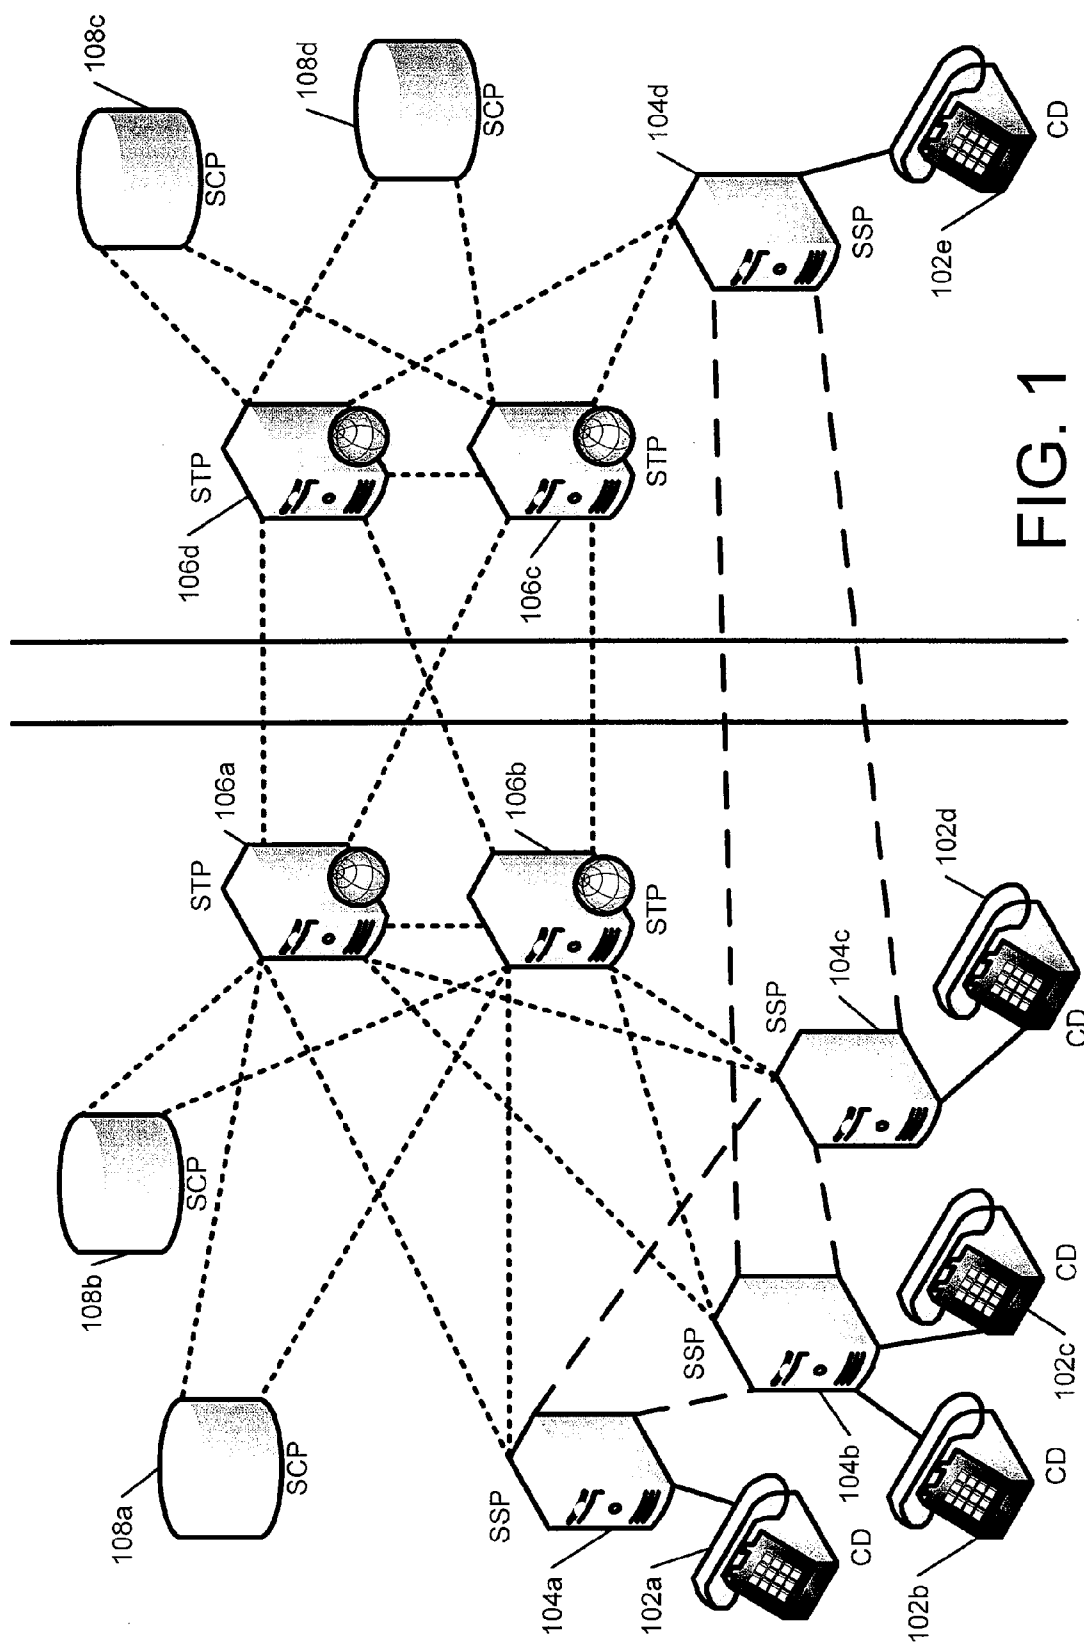 108c
SCP
108d
SCP
104d
SSP
CD
102e
106d
STP
106c
STP
FIG. 1
106a
STP
106b
STP
102d
CD
104c
SSP
108b
SCP
108a
SCP
SSP
104a
102a
CD
SSP
104b
102c
CD
102b
CD